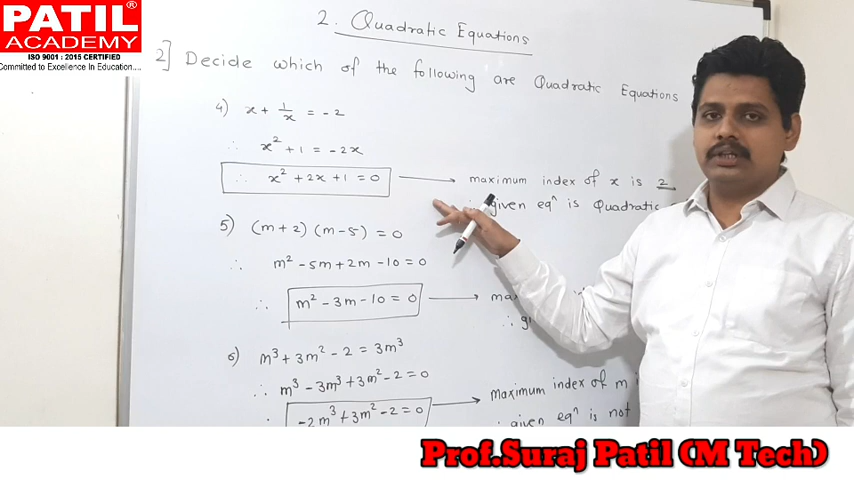 PATIL
ACADEMY
ISO 9001 : 2015 CERTIFIED
Committed to Excellence In Education....
2. Quadratic Equations
2] Decide which of the following are Quadratic Equations
4) x + 1/x = -2
∴ x² + 1 = -2x
∴ x² + 2x + 1 = 0 → maximum index of x is 2
∴ given eqⁿ is Quadratic
5) (m+2) (m-5) = 0
∴ m² - 5m + 2m - 10 = 0
∴ m² - 3m - 10 = 0 →
6) m³ + 3m² - 2 = 3m³
∴ m³ - 3m³ + 3m² - 2 = 0
∴ -2m³ + 3m² - 2 = 0 → maximum index of m
∴ given eqⁿ is not
Prof.Suraj Patil (M Tech)